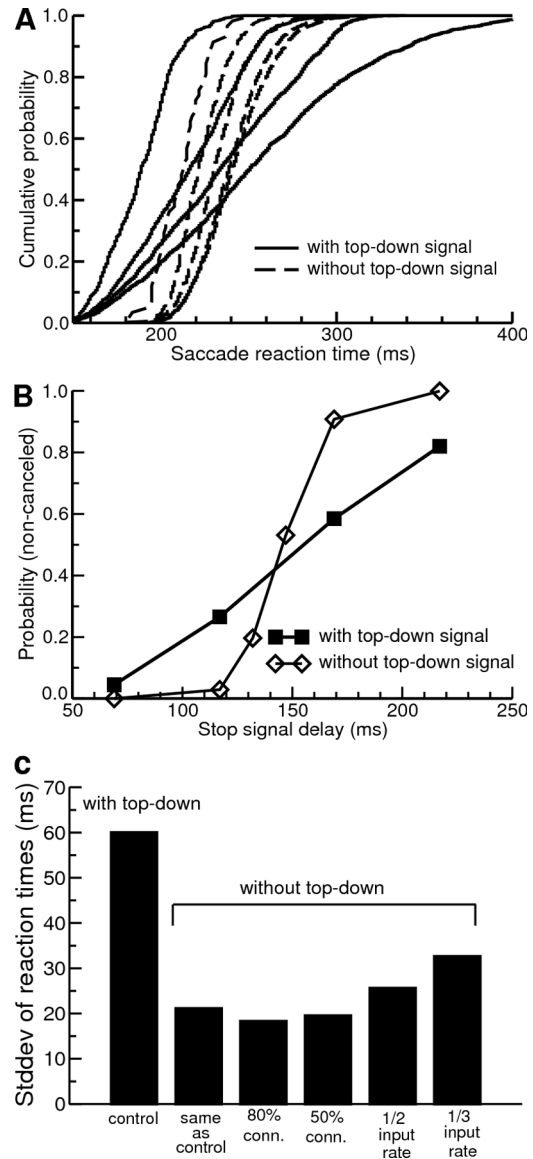 A
1.0
0.8
0.6
0.4
0.2
0.0
Cumulative probability
with top-down signal
without top-down signal
200
300
400
Saccade reaction time (ms)
B
1.0
0.8
0.6
0.4
0.2
0.0
Probability (non-canceled)
with top-down signal
without top-down signal
50
100
150
200
250
Stop signal delay (ms)
C
70
60
50
40
30
20
10
0
Stddev of reaction times (ms)
with top-down
without top-down
control
same
as
control
80%
conn.
50%
conn.
1/2
input
rate
1/3
input
rate